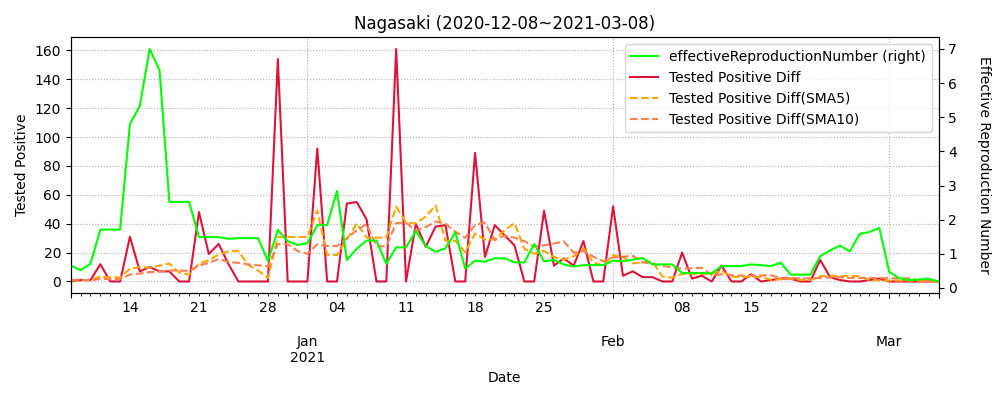 Nagasaki (2020-12-08~2021-03-08)
effectiveReproductionNumber (right)
Tested Positive Diff
Tested Positive Diff(SMA5)
Tested Positive Diff(SMA10)
Tested Positive
160
140
120
100
80
60
40
20
0
7
6
5
4
3
2
1
0
Effective Reproduction Number
14 21 28 04 11 18 25 08 15 22
Jan Feb Mar
2021
Date